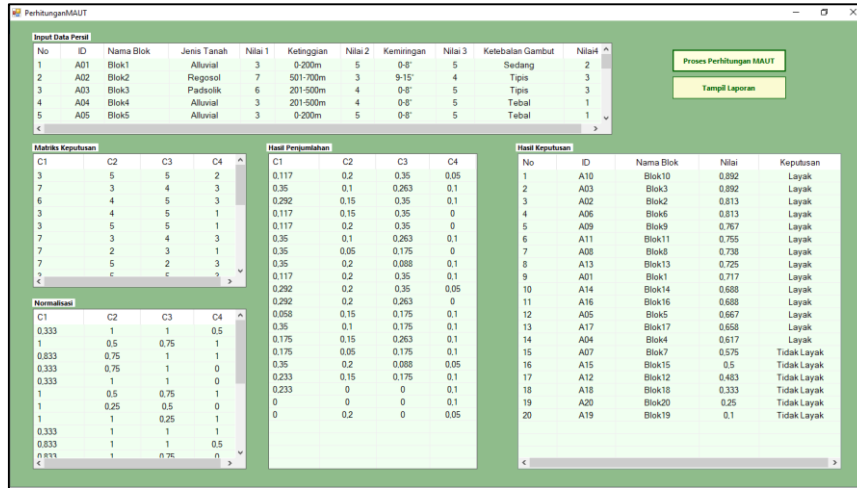 PerhitunganMAUT
Input Data Persil
No ID Nama Blok Jenis Tanah Nilai 1 Ketinggian Nilai 2 Kemiringan Nilai 3 Ketebalan Gambut Nilai4
1 A01 Blok1 Alluvial 3 0-200m 5 0-8° 5 Sedang 2
2 A02 Blok2 Regosol 7 501-700m 3 9-15° 4 Tipis 3
3 A03 Blok3 Padsolik 6 201-500m 4 0-8° 5 Tipis 3
4 A04 Blok4 Alluvial 3 201-500m 4 0-8° 5 Tebal 1
5 A05 Blok5 Alluvial 3 0-200m 5 0-8° 5 Tebal 1
Proses Perhitungan MAUT
Tampil Laporan
Matriks Keputusan
C1 C2 C3 C4
3 5 5 2
7 3 4 3
6 4 5 3
3 4 5 1
3 5 5 1
7 3 4 3
7 2 3 1
7 5 2 3
Normalisasi
C1 C2 C3 C4
0,333 1 1 0,5
1 0,5 0,75 1
0,833 0,75 1 1
0,333 0,75 1 0
0,333 1 1 0
1 0,5 0,75 1
1 0,25 0,5 0
1 1 0,25 1
0,333 1 1 1
0,833 1 1 0,5
0,833 1 0,75 0
Hasil Penjumlahan
C1 C2 C3 C4
0,117 0,2 0,35 0,05
0,35 0,1 0,263 0,1
0,292 0,15 0,35 0,1
0,117 0,15 0,35 0
0,117 0,2 0,35 0
0,35 0,1 0,263 0,1
0,35 0,05 0,175 0
0,35 0,2 0,088 0,1
0,117 0,2 0,35 0,1
0,292 0,2 0,35 0,05
0,292 0,2 0,263 0
0,058 0,15 0,175 0,1
0,35 0,1 0,175 0,1
0,175 0,15 0,263 0,1
0,175 0,05 0,175 0,1
0,35 0,2 0,088 0,05
0,233 0,15 0,175 0,1
0,233 0 0 0,1
0 0 0 0,1
0 0,2 0 0,05
Hasil Keputusan
No ID Nama Blok Nilai Keputusan
1 A10 Blok10 0,892 Layak
2 A03 Blok3 0,892 Layak
3 A02 Blok2 0,813 Layak
4 A06 Blok6 0,813 Layak
5 A09 Blok9 0,767 Layak
6 A11 Blok11 0,755 Layak
7 A08 Blok8 0,738 Layak
8 A13 Blok13 0,725 Layak
9 A01 Blok1 0,717 Layak
10 A14 Blok14 0,688 Layak
11 A16 Blok16 0,688 Layak
12 A05 Blok5 0,667 Layak
13 A17 Blok17 0,658 Layak
14 A04 Blok4 0,617 Layak
15 A07 Blok7 0,575 Tidak Layak
16 A15 Blok15 0,5 Tidak Layak
17 A12 Blok12 0,483 Tidak Layak
18 A18 Blok18 0,333 Tidak Layak
19 A20 Blok20 0,25 Tidak Layak
20 A19 Blok19 0,1 Tidak Layak